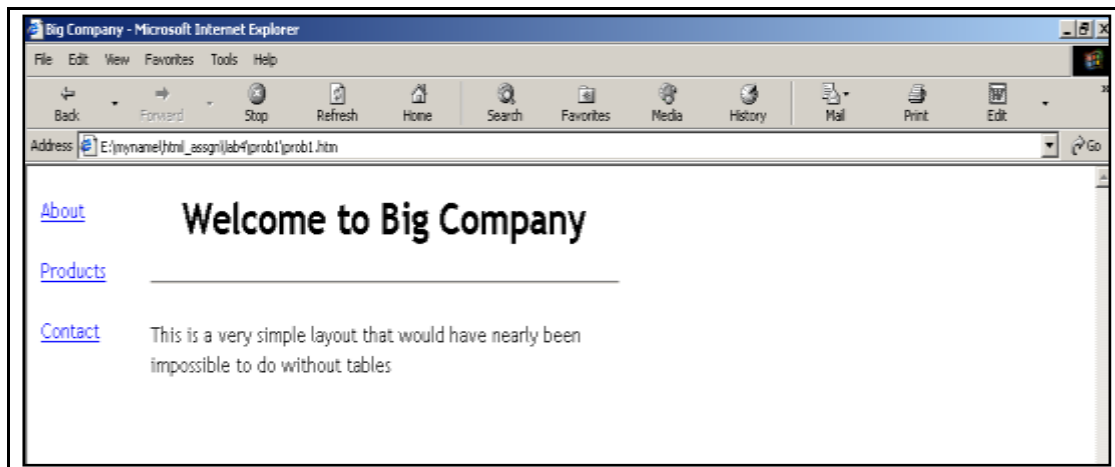 Big Company - Microsoft Internet Explorer
File Edit View Favorites Tools Help
Back Forward Stop Refresh Home Search Favorites Media History Mail Print Edit
Address E:\myname\html_assgn\lab4\prob1\prob1.htm Go
About
Welcome to Big Company
Products
Contact
This is a very simple layout that would have nearly been
impossible to do without tables